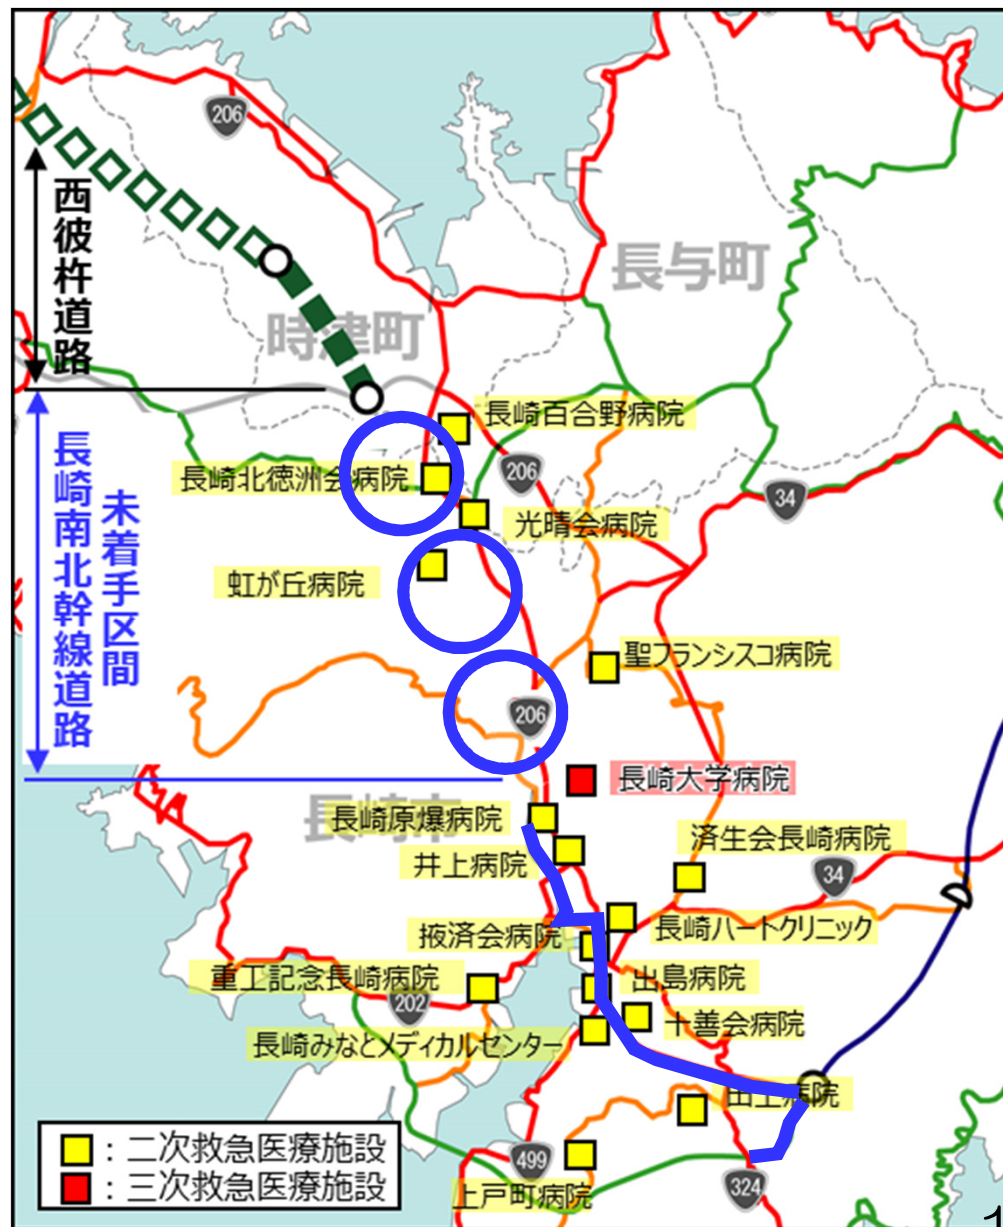 206
西彼杵道路
長与町
時津町
長崎百合野病院
206
長崎北徳洲会病院
34
長崎南北幹線道路
未着手区間
光晴会病院
虹が丘病院
聖フランシスコ病院
206
長崎大学病院
長崎市
長崎原爆病院
済生会長崎病院
井上病院
34
長崎ハートクリニック
掖済会病院
重工記念長崎病院
出島病院
202
十善会病院
長崎みなとメディカルセンター
田上病院
：二次救急医療施設
：三次救急医療施設
499
上戸町病院
324
1